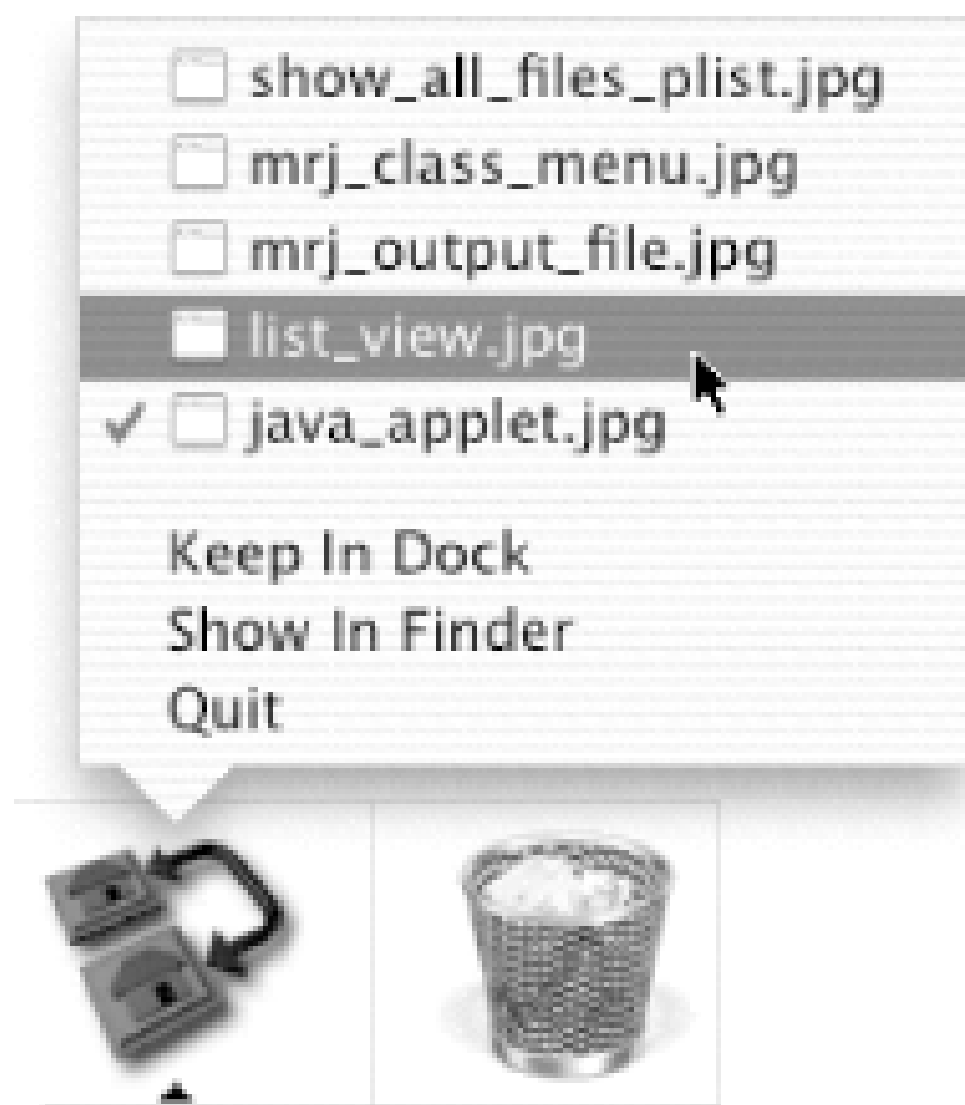 show_all_files_plist.jpg
mrj_class_menu.jpg
mrj_output_file.jpg
list_view.jpg
java_applet.jpg
Keep In Dock
Show In Finder
Quit